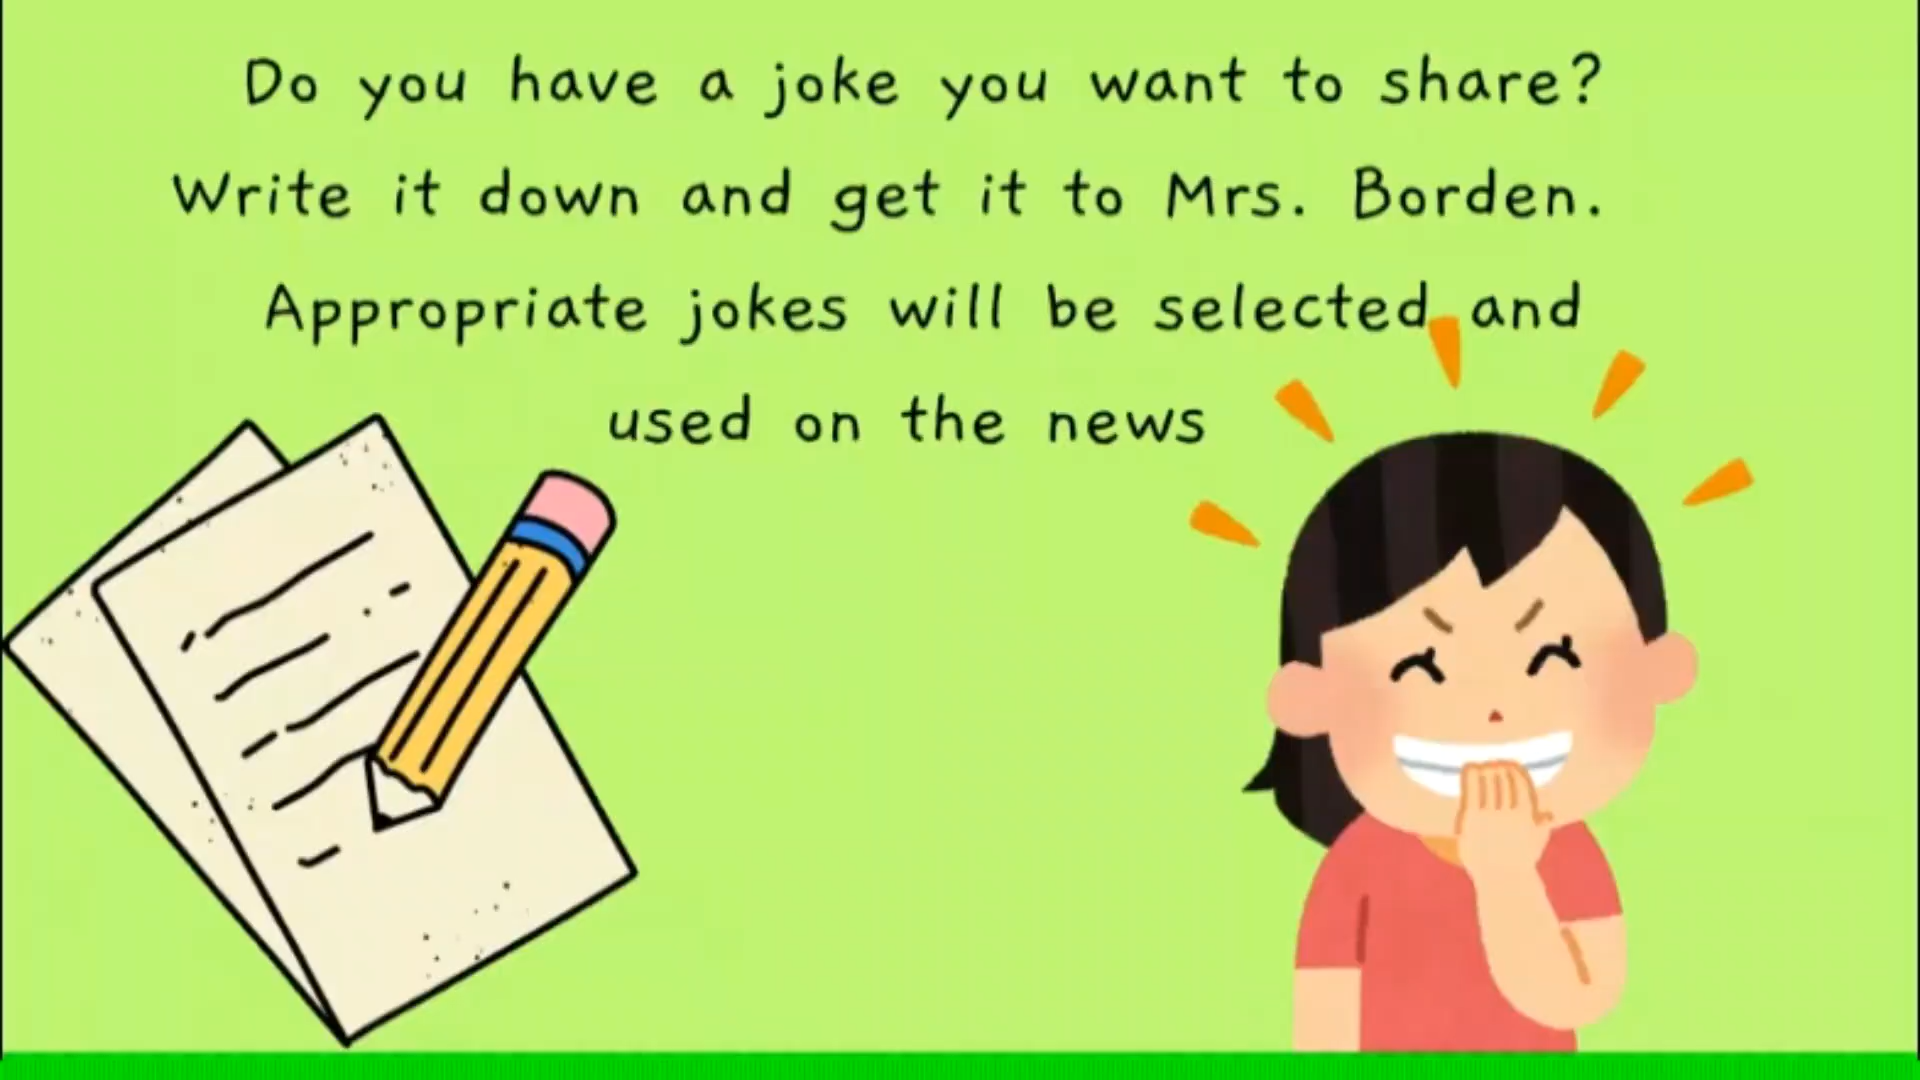 Do you have a joke you want to share?
Write it down and get it to Mrs. Borden.
Appropriate jokes will be selected and
used on the news